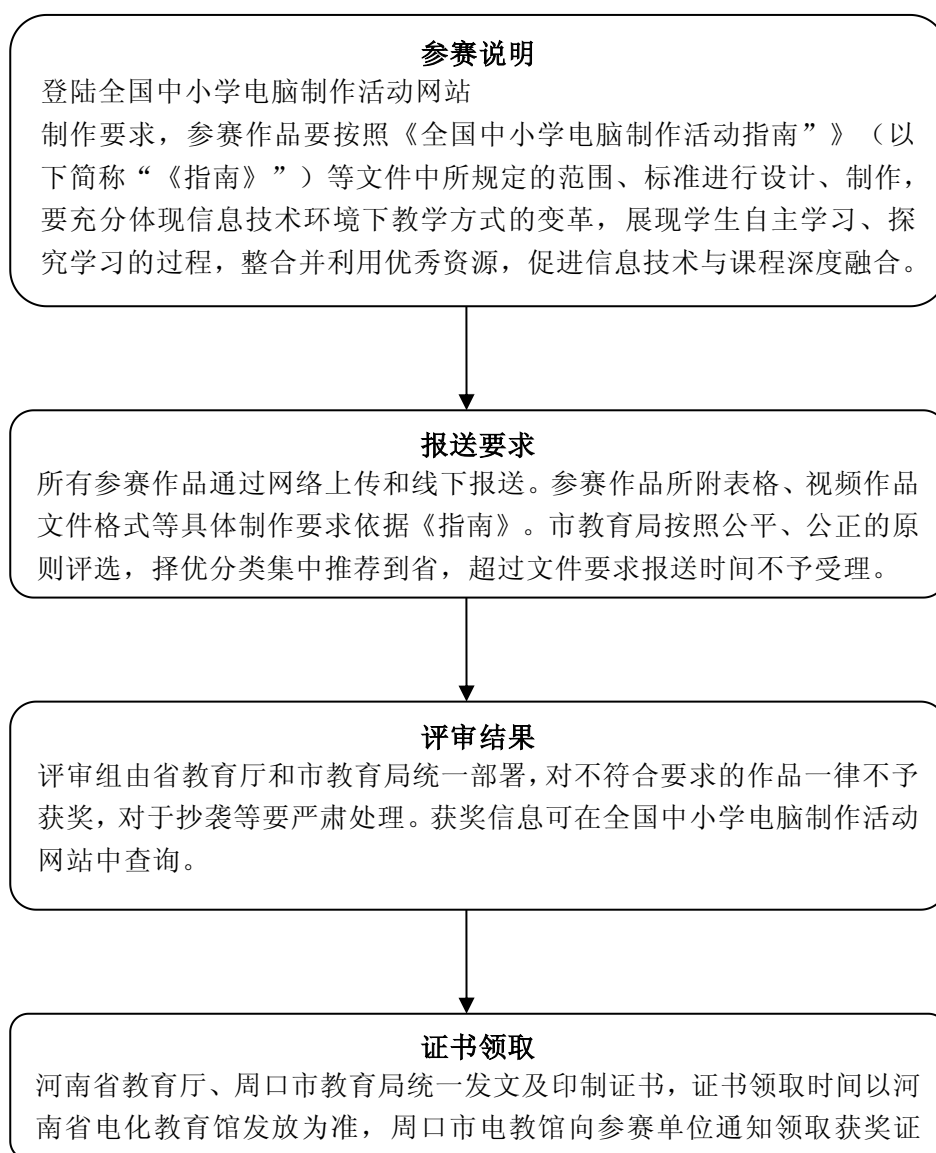 参赛说明
登陆全国中小学电脑制作活动网站
制作要求，参赛作品要按照《全国中小学电脑制作活动指南”》（以
下简称“《指南》”）等文件中所规定的范围、标准进行设计、制作，
要充分体现信息技术环境下教学方式的变革，展现学生自主学习、探
究学习的过程，整合并利用优秀资源，促进信息技术与课程深度融合。
报送要求
所有参赛作品通过网络上传和线下报送。参赛作品所附表格、视频作品
文件格式等具体制作要求依据《指南》。市教育局按照公平、公正的原
则评选，择优分类集中推荐到省，超过文件要求报送时间不予受理。
评审结果
评审组由省教育厅和市教育局统一部署，对不符合要求的作品一律不予
获奖，对于抄袭等要严肃处理。获奖信息可在全国中小学电脑制作活动
网站中查询。
证书领取
河南省教育厅、周口市教育局统一发文及印制证书，证书领取时间以河
南省电化教育馆发放为准，周口市电教馆向参赛单位通知领取获奖证